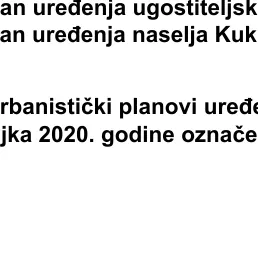 an uređenja ugostiteljsk
an uređenja naselja Kuk
rbanistički planovi uređe
jka 2020. godine označe